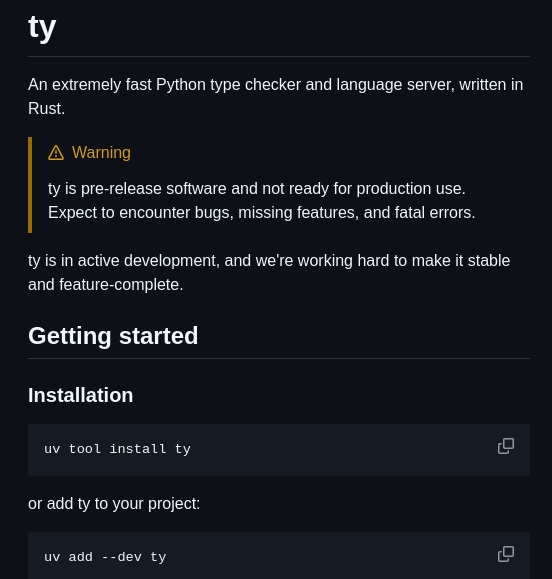 ty
An extremely fast Python type checker and language server, written in
Rust.
Warning
ty is pre-release software and not ready for production use.
Expect to encounter bugs, missing features, and fatal errors.
ty is in active development, and we're working hard to make it stable
and feature-complete.
Getting started
Installation
uv tool install ty
or add ty to your project:
uv add --dev ty